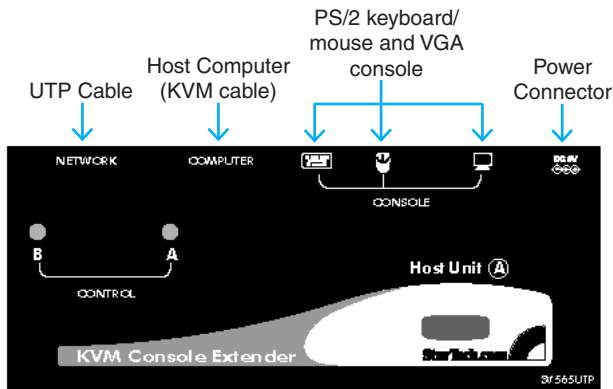 PS/2 keyboard/
mouse and VGA
console
Host Computer
(KVM cable)
UTP Cable
Power
Connector
NETWORK
COMPUTER
DC 9V
CONSOLE
B
A
CONTROL
Host Unit A
KVM Console Extender
StarTech.com
SV565UTP